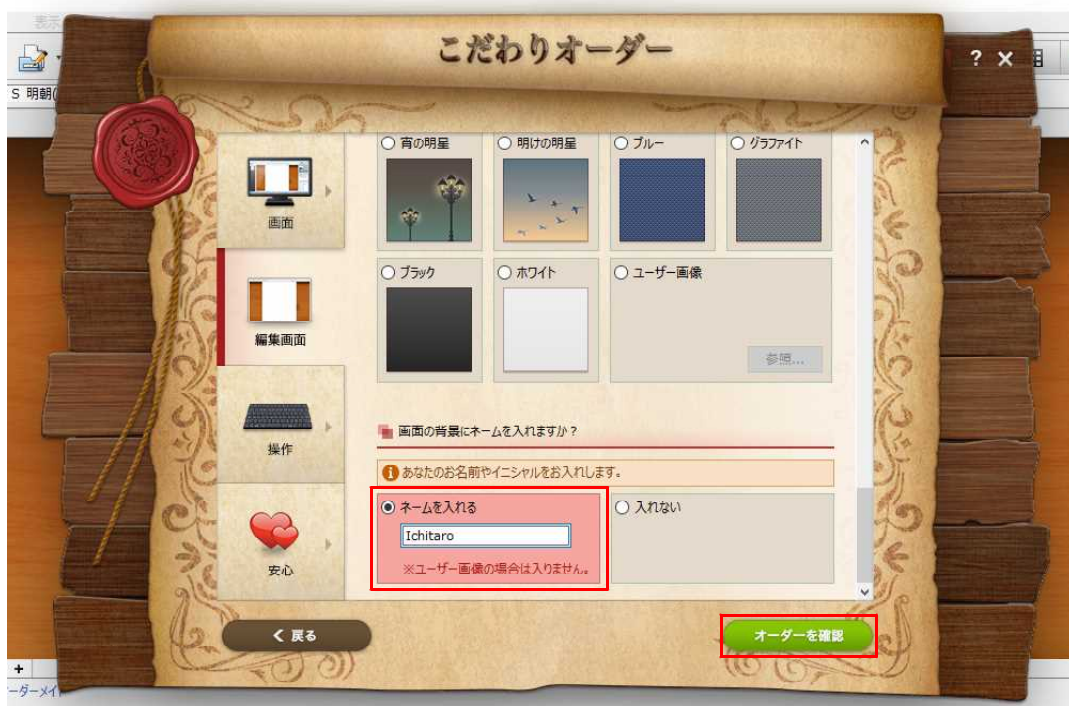 表示
こだわりオーダー
? ×
S 明朝(
画面
編集画面
操作
安心
宵の明星
明けの明星
ブルー
グラファイト
ブラック
ホワイト
ユーザー画像
参照...
画面の背景にネームを入れますか？
あなたのお名前やイニシャルをお入れします。
ネームを入れる
入れない
Ichitaro
※ユーザー画像の場合は入りません。
戻る
オーダーを確認
+
ーダーメイ